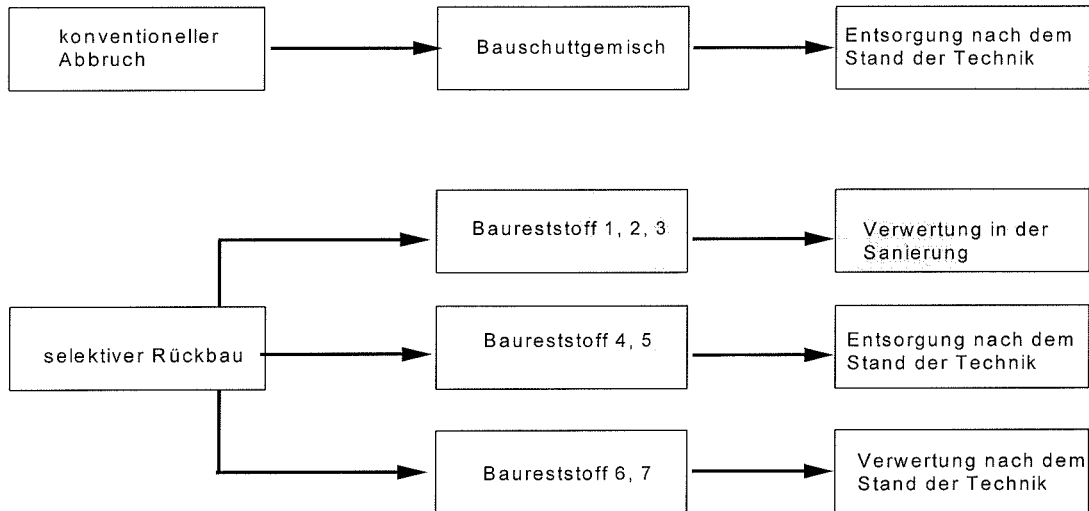 konventioneller
Abbruch
Bauschuttgemisch
Entsorgung nach dem
Stand der Technik
Baureststoff 1, 2, 3
Verwertung in der
Sanierung
selektiver Rückbau
Baureststoff 4, 5
Entsorgung nach dem
Stand der Technik
Baureststoff 6, 7
Verwertung nach dem
Stand der Technik